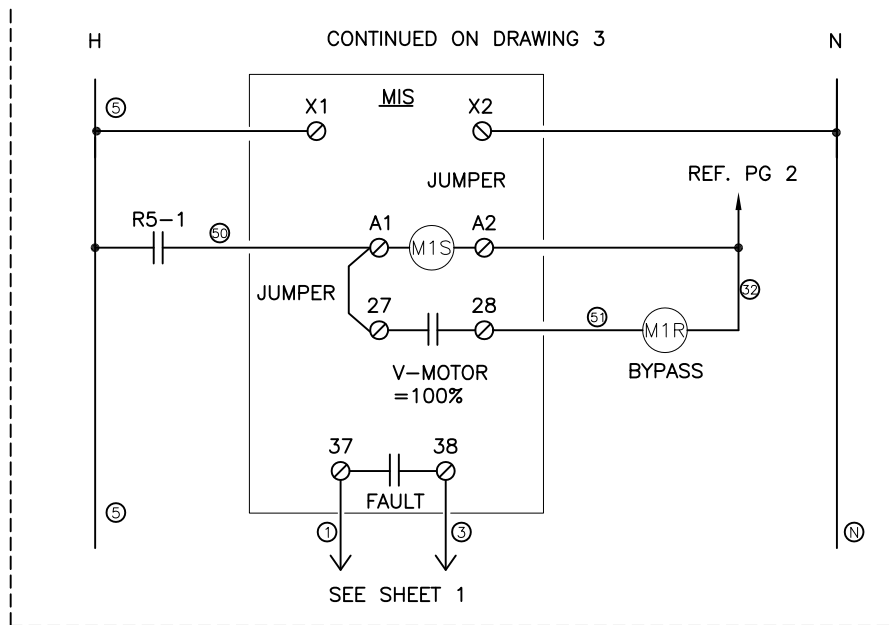 H
CONTINUED ON DRAWING 3
N
5
MIS
X1
X2
JUMPER
REF. PG 2
R5-1
50
A1
M1S
A2
JUMPER
27
28
51
32
M1R
V-MOTOR
=100%
BYPASS
37
38
FAULT
5
1
3
N
SEE SHEET 1